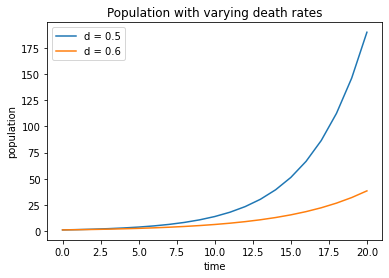 Population with varying death rates
d = 0.5
d = 0.6
population
175
150
125
100
75
50
25
0
0.0 2.5 5.0 7.5 10.0 12.5 15.0 17.5 20.0
time